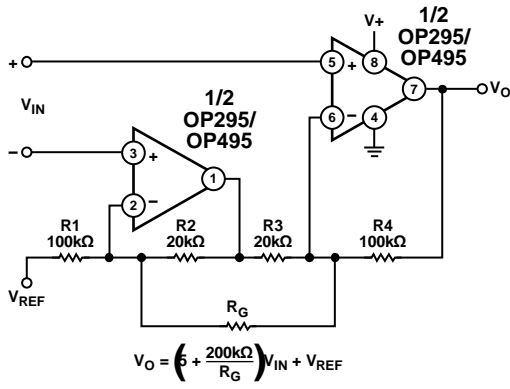 1/2
OP295/
OP495
V+
+
5
+
8
7
VO
VIN
6
−
4
1/2
OP295/
OP495
−
3
+
1
2
−
R1
100kΩ
R2
20kΩ
R3
20kΩ
R4
100kΩ
VREF
RG
VO = (5 + 200kΩ/RG)VIN + VREF